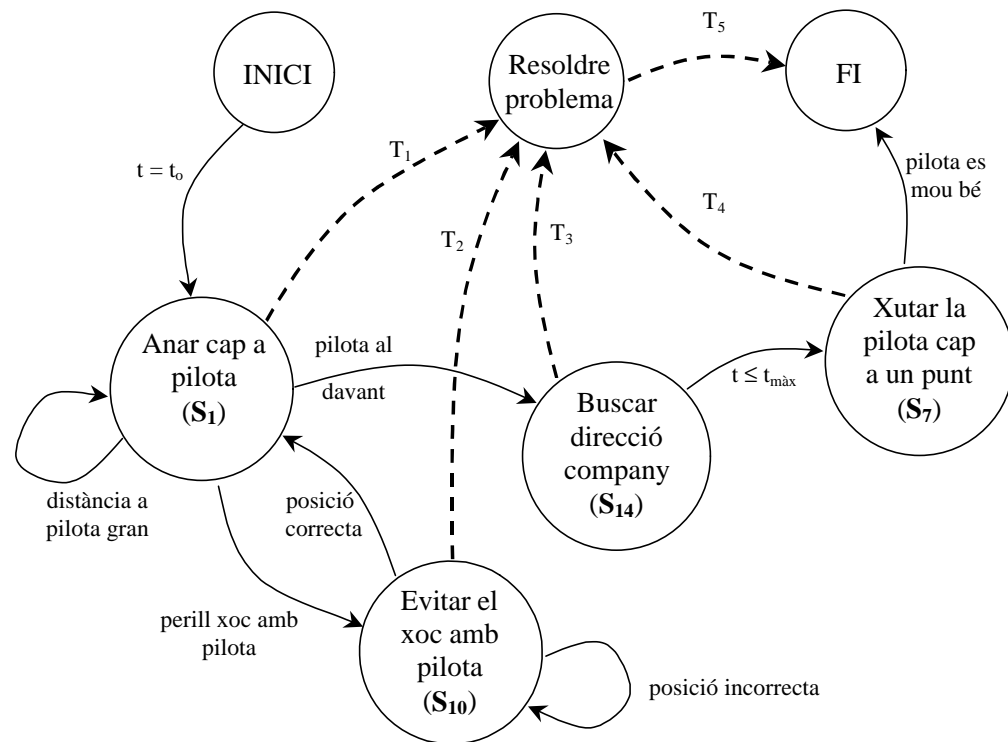 INICI
Resoldre
problema
T₅
FI
T₁
t = tₒ
pilota es
mou bé
T₂
T₃
T₄
Anar cap a
pilota
(S₁)
pilota al
davant
Xutar la
pilota cap
a un punt
(S₇)
t ≤ tₘàₓ
Buscar
direcció
company
(S₁₄)
distància a
pilota gran
posició
correcta
perill xoc amb
pilota
Evitar el
xoc amb
pilota
(S₁₀)
posició incorrecta